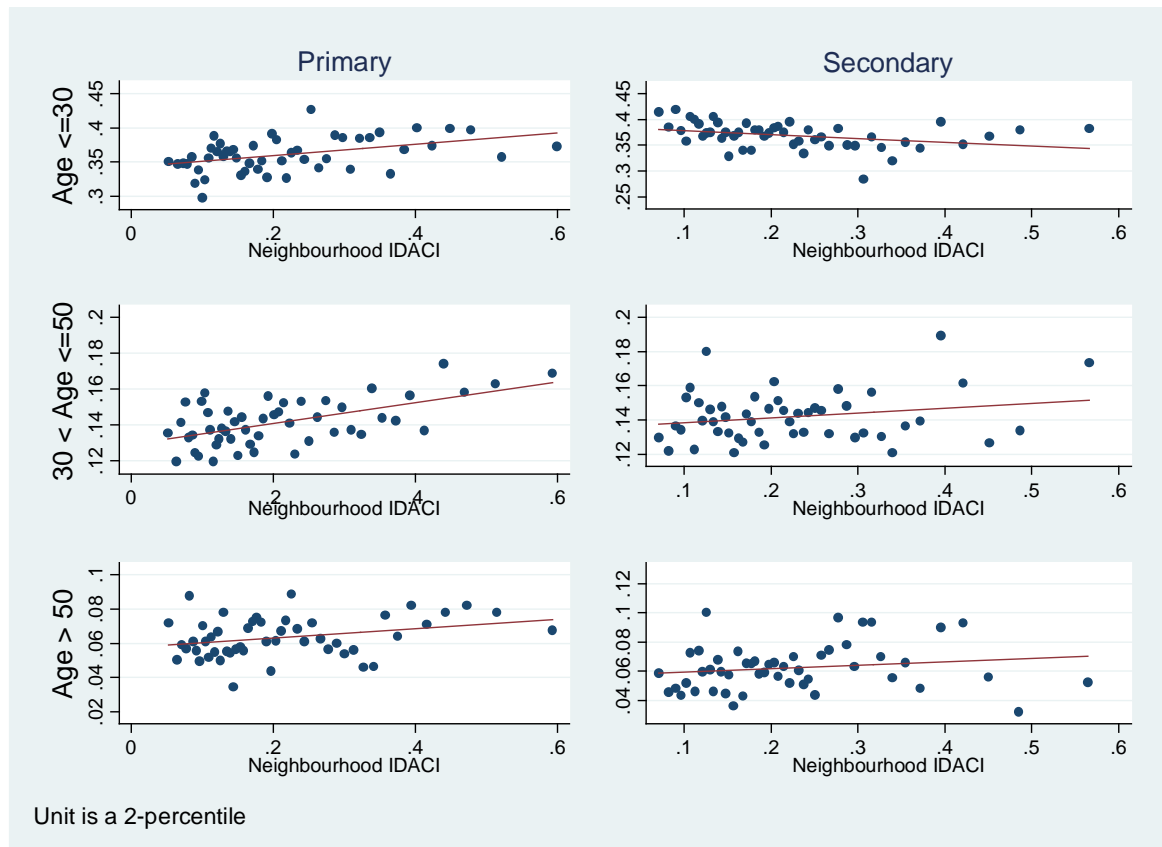 Primary
Secondary
Age <=30
.3 .35 .4 .45
0 .2 .4 .6
Neighbourhood IDACI
.25 .3 .35 .4 .45
.1 .2 .3 .4 .5 .6
Neighbourhood IDACI
30 < Age <=50
.12 .14 .16 .18 .2
0 .2 .4 .6
Neighbourhood IDACI
.12 .14 .16 .18 .2
.1 .2 .3 .4 .5 .6
Neighbourhood IDACI
Age > 50
.02 .04 .06 .08 .1
0 .2 .4 .6
Neighbourhood IDACI
.04 .06 .08 .1 .12
.1 .2 .3 .4 .5 .6
Neighbourhood IDACI
Unit is a 2-percentile